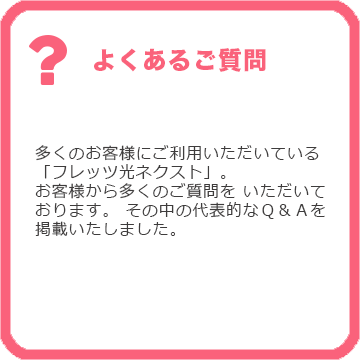 ? よくあるご質問
多くのお客様にご利用いただいている
「フレッツ光ネクスト」。
お客様から多くのご質問を いただいて
おります。 その中の代表的なＱ＆Ａを
掲載いたしました。